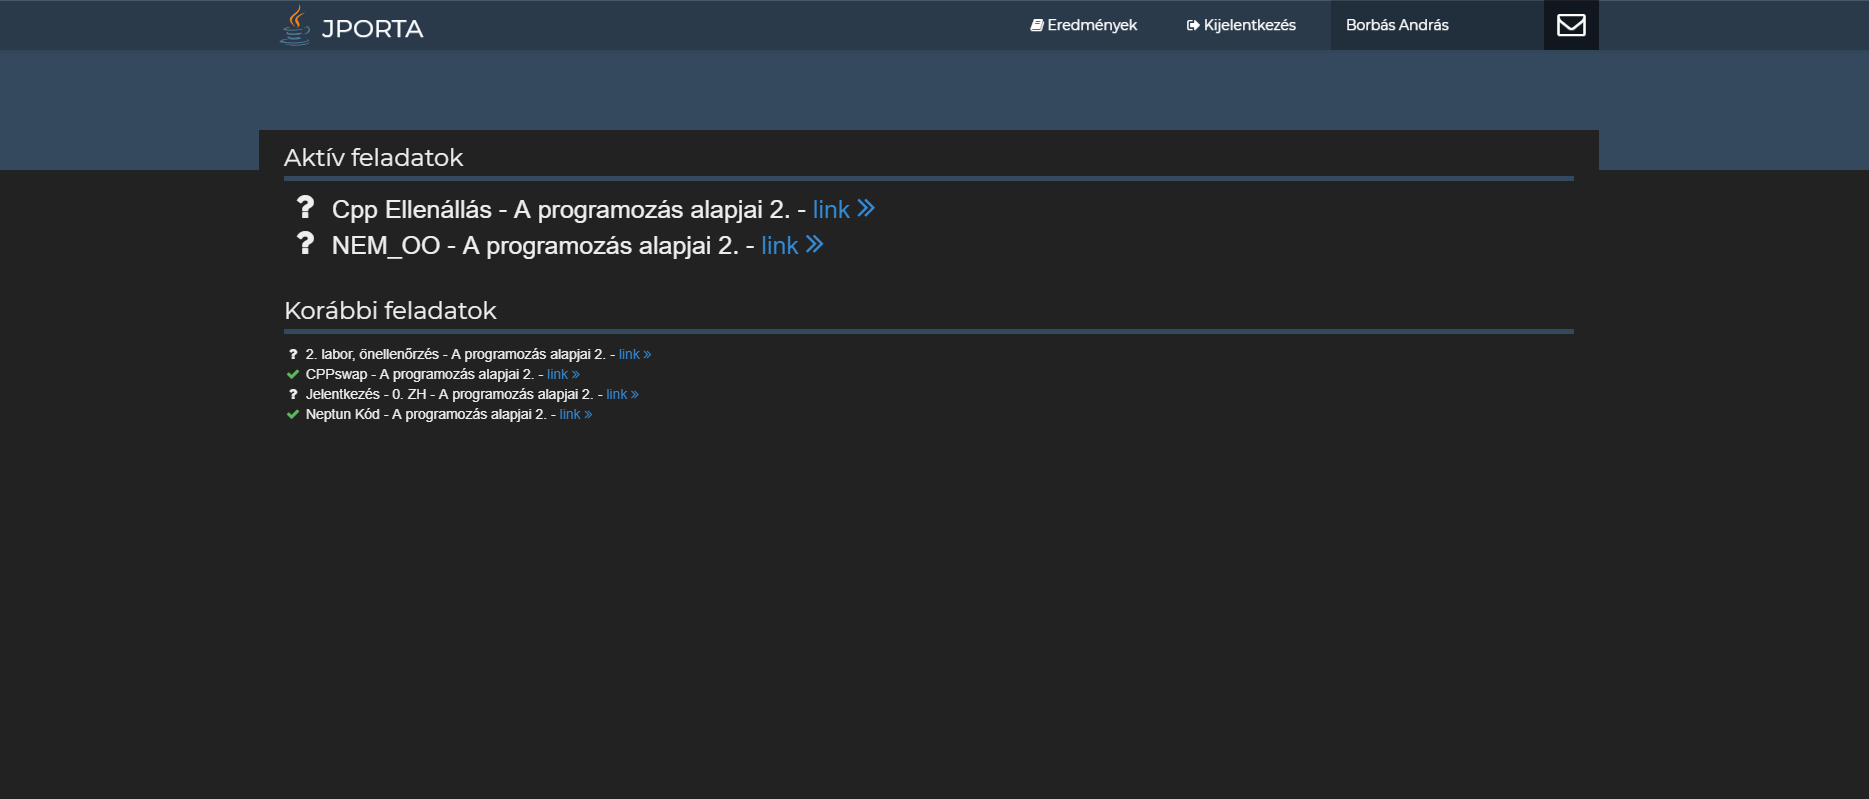 JPORTA
Eredmények
Kijelentkezés
Borbás András
Aktív feladatok
? Cpp Ellenállás - A programozás alapjai 2. - link »
? NEM_OO - A programozás alapjai 2. - link »
Korábbi feladatok
? 2. labor, önellenőrzés - A programozás alapjai 2. - link »
CPPswap - A programozás alapjai 2. - link »
? Jelentkezés - 0. ZH - A programozás alapjai 2. - link »
Neptun Kód - A programozás alapjai 2. - link »